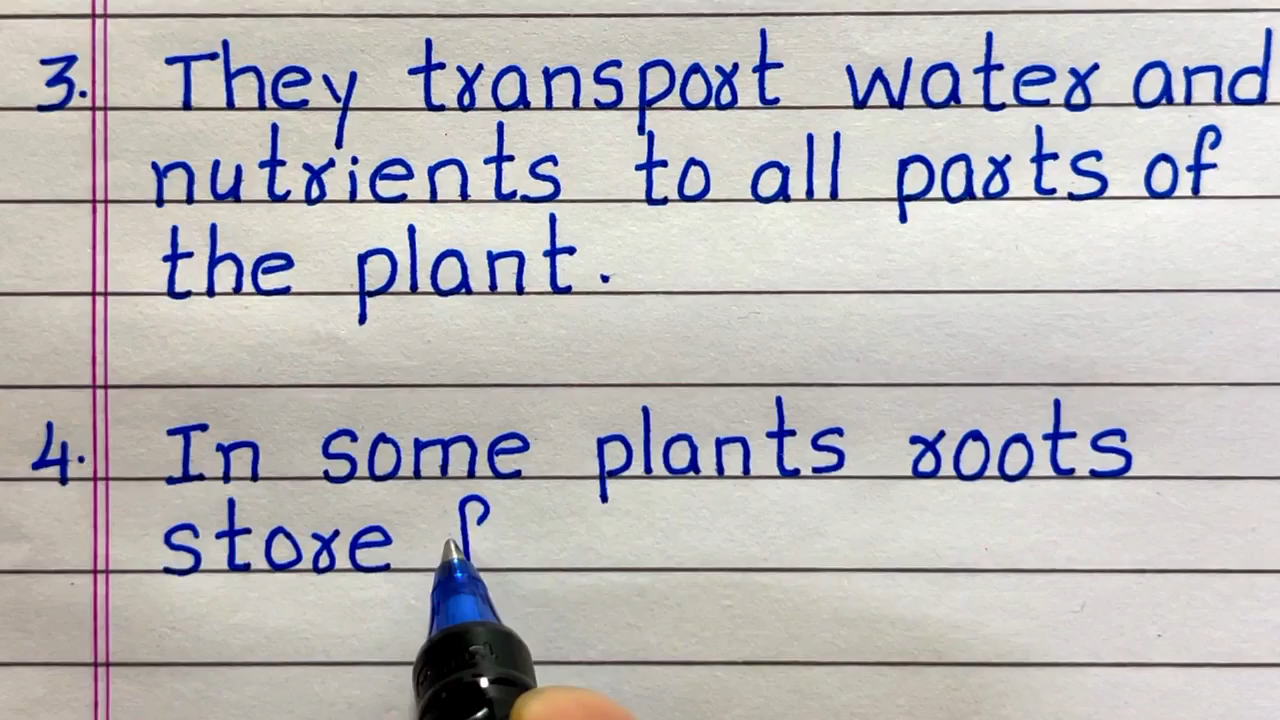 3. They transport water and
nutrients to all parts of
the plant.
4. In some plants roots
store f